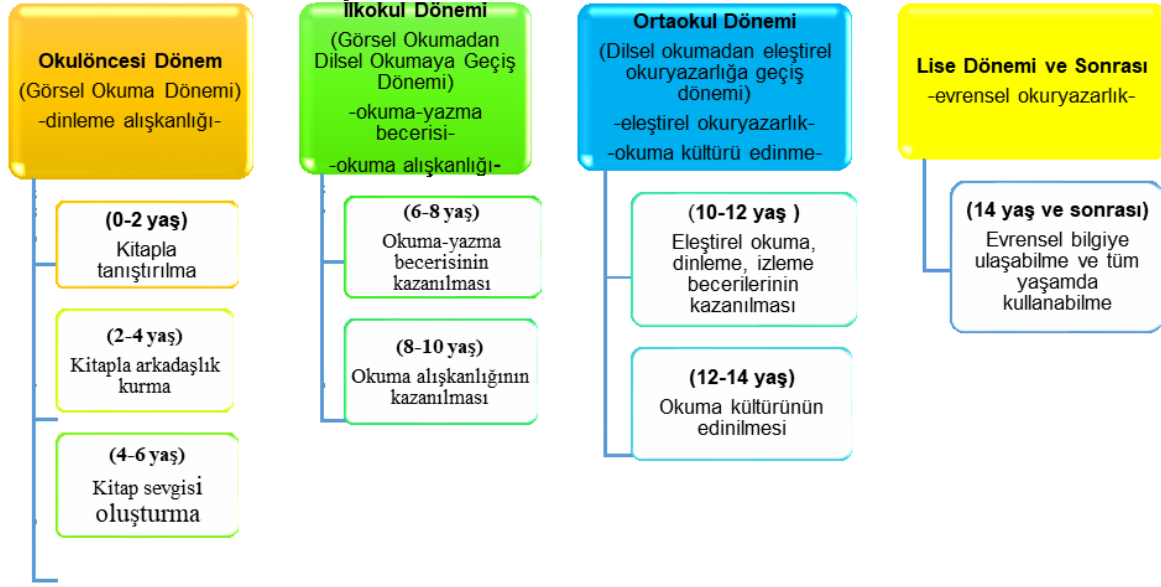 Okulöncesi Dönem
(Görsel Okuma Dönemi)
-dinleme alışkanlığı-
(0-2 yaş)
Kitapla
tanıştırılma
(2-4 yaş)
Kitapla arkadaşlık
kurma
(4-6 yaş)
Kitap sevgisi
oluşturma
İlkokul Dönemi
(Görsel Okumadan
Dilsel Okumaya Geçiş
Dönemi)
-okuma-yazma
becerisi-
-okuma alışkanlığı-
(6-8 yaş)
Okuma-yazma
becerisinin
kazanılması
(8-10 yaş)
Okuma alışkanlığının
kazanılması
Ortaokul Dönemi
(Dilsel okumadan eleştirel
okuryazarlığa geçiş
dönemi)
-eleştirel okuryazarlık-
-okuma kültürü edinme-
(10-12 yaş )
Eleştirel okuma,
dinleme, izleme
becerilerinin
kazanılması
(12-14 yaş)
Okuma kültürünün
edinilmesi
Lise Dönemi ve Sonrası
-evrensel okuryazarlık-
(14 yaş ve sonrası)
Evrensel bilgiye
ulaşabilme ve tüm
yaşamda
kullanabilme